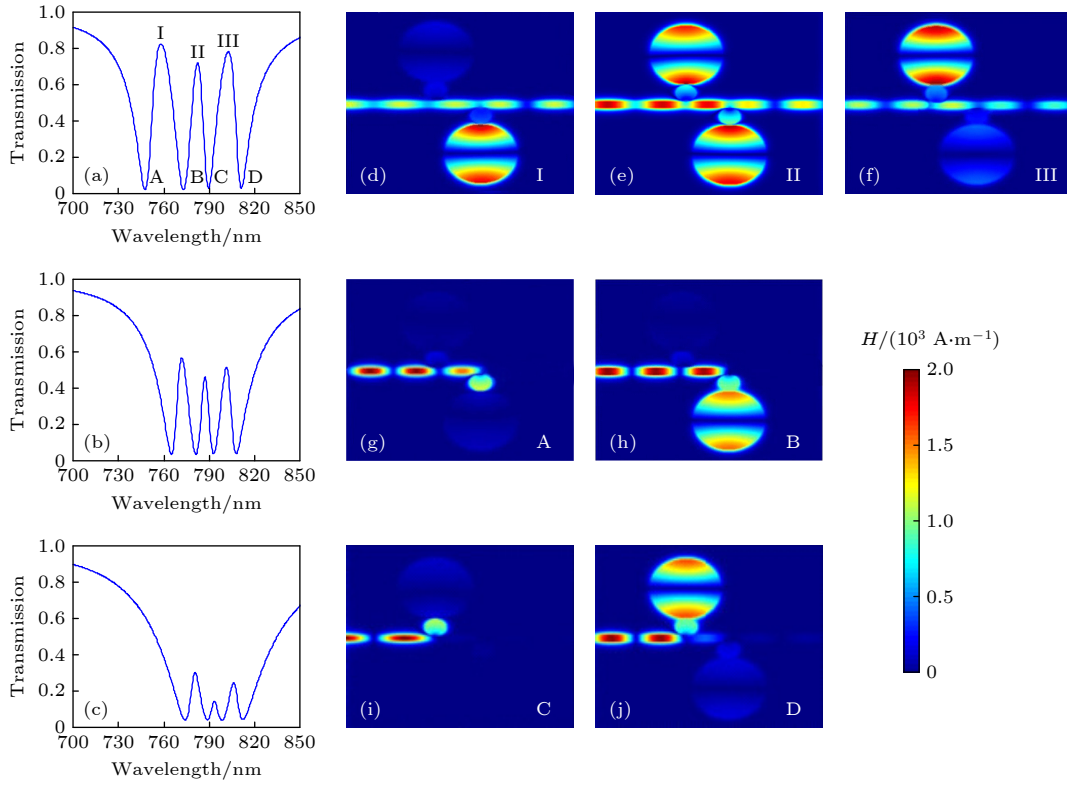 1.0
0.8
0.6
0.4
0.2
0
Transmission
I
II
III
(a)
A
B
C
D
700 730 760 790 820 850
Wavelength/nm
(d)
I
(e)
II
(f)
III
1.0
0.8
0.6
0.4
0.2
0
Transmission
(b)
700 730 760 790 820 850
Wavelength/nm
(g)
A
(h)
B
1.0
0.8
0.6
0.4
0.2
0
Transmission
(c)
700 730 760 790 820 850
Wavelength/nm
(i)
C
(j)
D
H/(10³ A·m⁻¹)
2.0
1.5
1.0
0.5
0